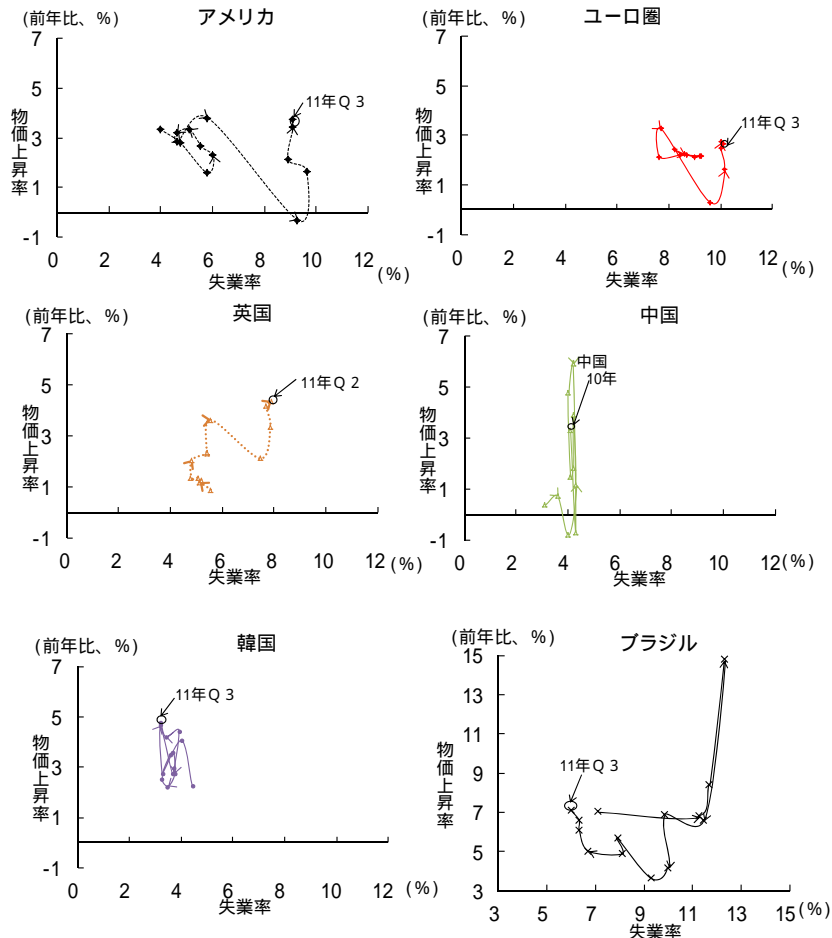 (前年比、%)
アメリカ
7
5
3
1
-1
物価上昇率
11年Q3
0 2 4 6 8 10 12 (%)
失業率
(前年比、%)
ユーロ圏
7
5
3
1
-1
物価上昇率
11年Q3
0 2 4 6 8 10 12 (%)
失業率
(前年比、%)
英国
7
5
3
1
-1
物価上昇率
11年Q2
0 2 4 6 8 10 12 (%)
失業率
(前年比、%)
中国
7
5
3
1
-1
物価上昇率
中国
10年
0 2 4 6 8 10 12 (%)
失業率
(前年比、%)
韓国
7
5
3
1
-1
物価上昇率
11年Q3
0 2 4 6 8 10 12 (%)
失業率
(前年比、%)
ブラジル
15
13
11
9
7
5
3
物価上昇率
11年Q3
3 5 7 9 11 13 15 (%)
失業率